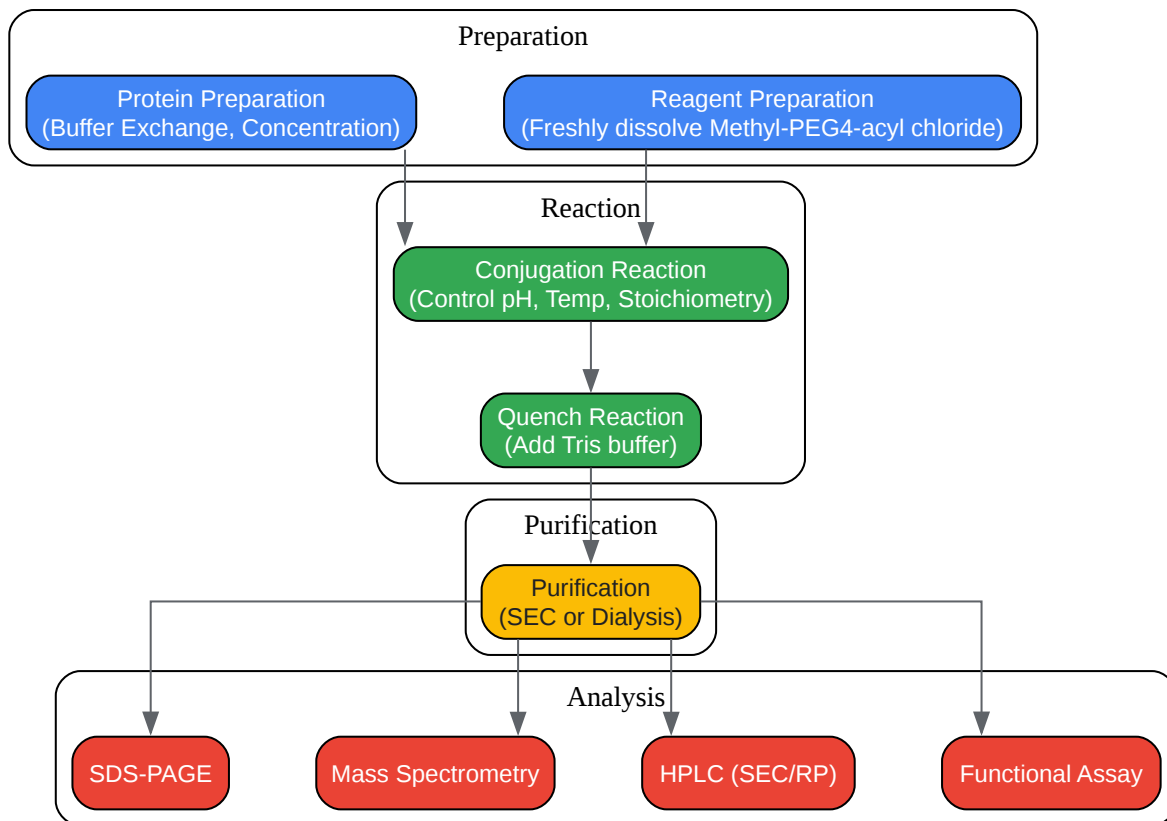 Preparation
Protein Preparation
(Buffer Exchange, Concentration)
Reagent Preparation
(Freshly dissolve Methyl-PEG4-acyl chloride)
Reaction
Conjugation Reaction
(Control pH, Temp, Stoichiometry)
Quench Reaction
(Add Tris buffer)
Purification
Purification
(SEC or Dialysis)
Analysis
SDS-PAGE
Mass Spectrometry
HPLC (SEC/RP)
Functional Assay